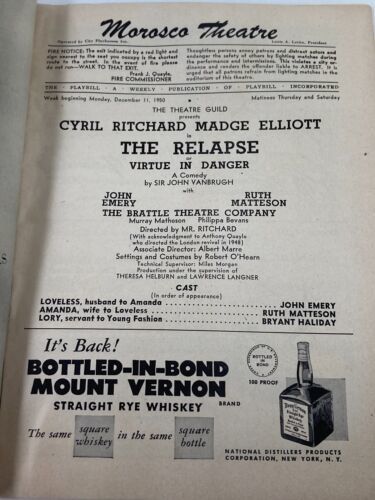 Morosco Theatre
Operated by City Playhouses Inc. Louis A. Lotito, President
FIRE NOTICE: The exit indicated by a red light and
sign nearest to the seat you occupy is the shortest
route to the street. In the event of fire please
do not run—WALK TO THAT EXIT.
Frank J. Quayle,
FIRE COMMISSIONER
Thoughtless persons annoy patrons and distract actors and
endanger the safety of others by lighting matches during
the performance and intermissions. This violates a city or-
dinance and renders the offender liable to ARREST. It is
urged that all patrons refrain from lighting matches in the
auditorium of this theatre.
THE · PLAYBILL · A · WEEKLY · PUBLICATION · OF · PLAYBILL · INCORPORATED
Week beginning Monday, December 11, 1950 Matinees Thursday and Saturday
THE THEATRE GUILD
presents
CYRIL RITCHARD MADGE ELLIOTT
in
THE RELAPSE
or
VIRTUE IN DANGER
A Comedy
by SIR JOHN VANBRUGH
with
JOHN EMERY
RUTH MATTESON
THE BRATTLE THEATRE COMPANY
Murray Matheson Philippa Bevans
Directed by MR. RITCHARD
(With acknowledgment to Anthony Quayle
who directed the London revival in 1948)
Associate Director: Albert Marre
Settings and Costumes by Robert O'Hearn
Technical Supervisor: Miles Morgan
Production under the supervision of
THERESA HELBURN and LAWRENCE LANGNER
CAST
(In order of appearance)
LOVELESS, husband to Amanda JOHN EMERY
AMANDA, wife to Loveless RUTH MATTESON
LORY, servant to Young Fashion BRYANT HALIDAY
It's Back!
BOTTLED-IN-BOND
MOUNT VERNON
BRAND
STRAIGHT RYE WHISKEY
The same square whiskey in the same square bottle
BOTTLED IN BOND
100 PROOF
NATIONAL DISTILLERS PRODUCTS
CORPORATION, NEW YORK, N. Y.